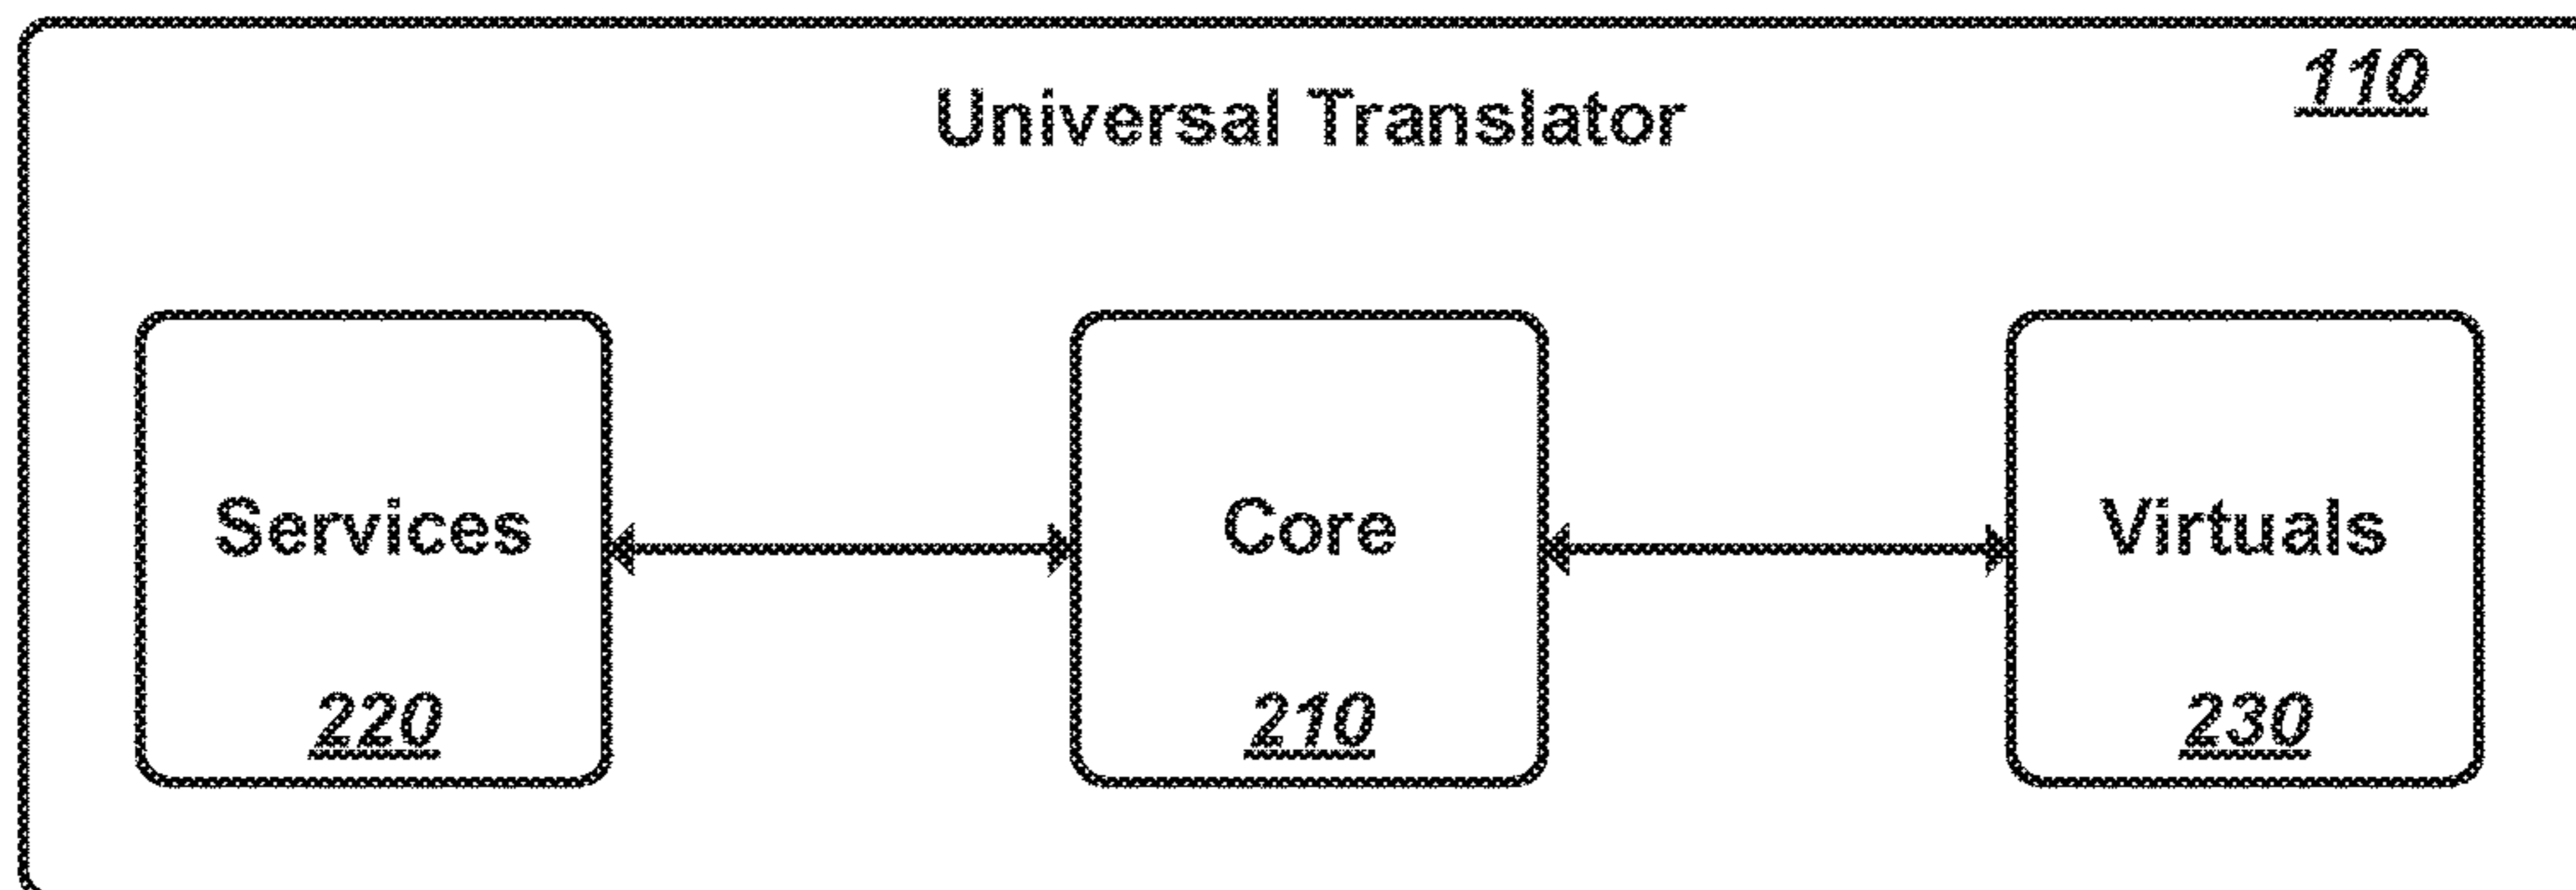 110
Universal Translator
Services
Core
Virtuals
220
210
230